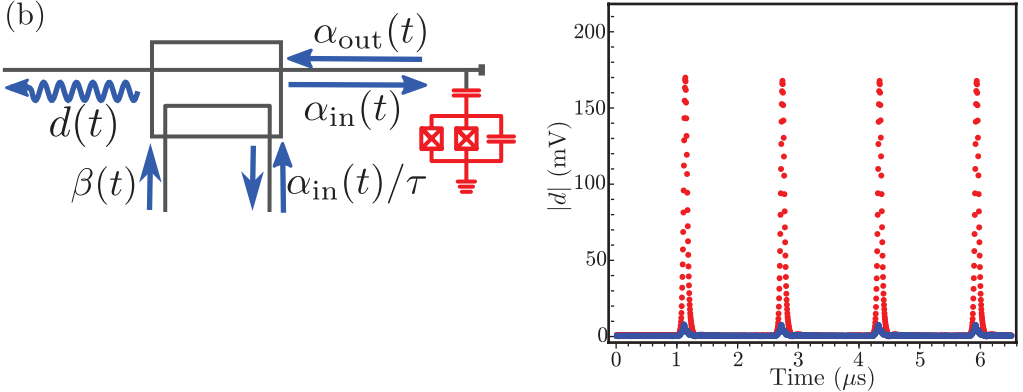 (b)
α_out(t)
α_in(t)
d(t)
β(t)
α_in(t)/τ
|d| (mV)
200
150
100
50
0
0 1 2 3 4 5 6
Time (μs)